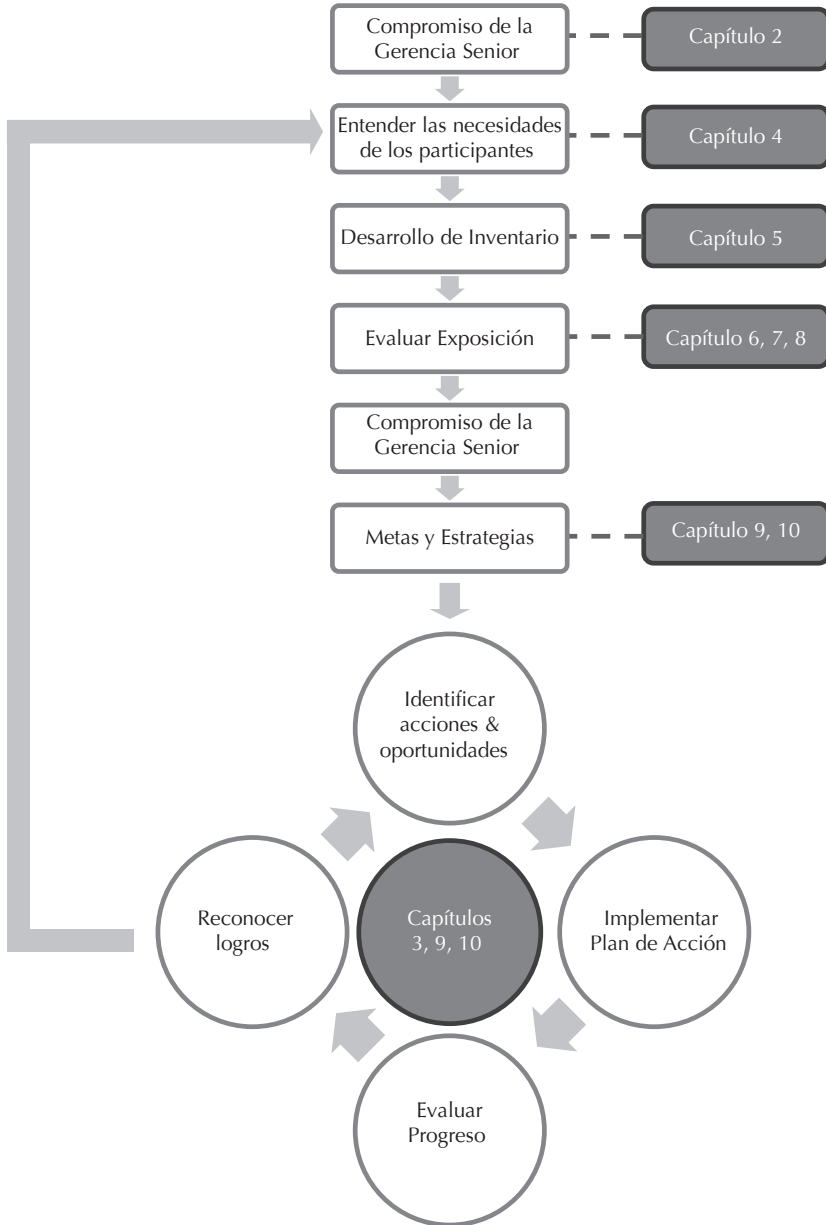 Compromiso de la
Gerencia Senior
Capítulo 2
Entender las necesidades
de los participantes
Capítulo 4
Desarrollo de Inventario
Capítulo 5
Evaluar Exposición
Capítulo 6, 7, 8
Compromiso de la
Gerencia Senior
Metas y Estrategias
Capítulo 9, 10
Identificar
acciones &
oportunidades
Reconocer
logros
Capítulos
3, 9, 10
Implementar
Plan de Acción
Evaluar
Progreso